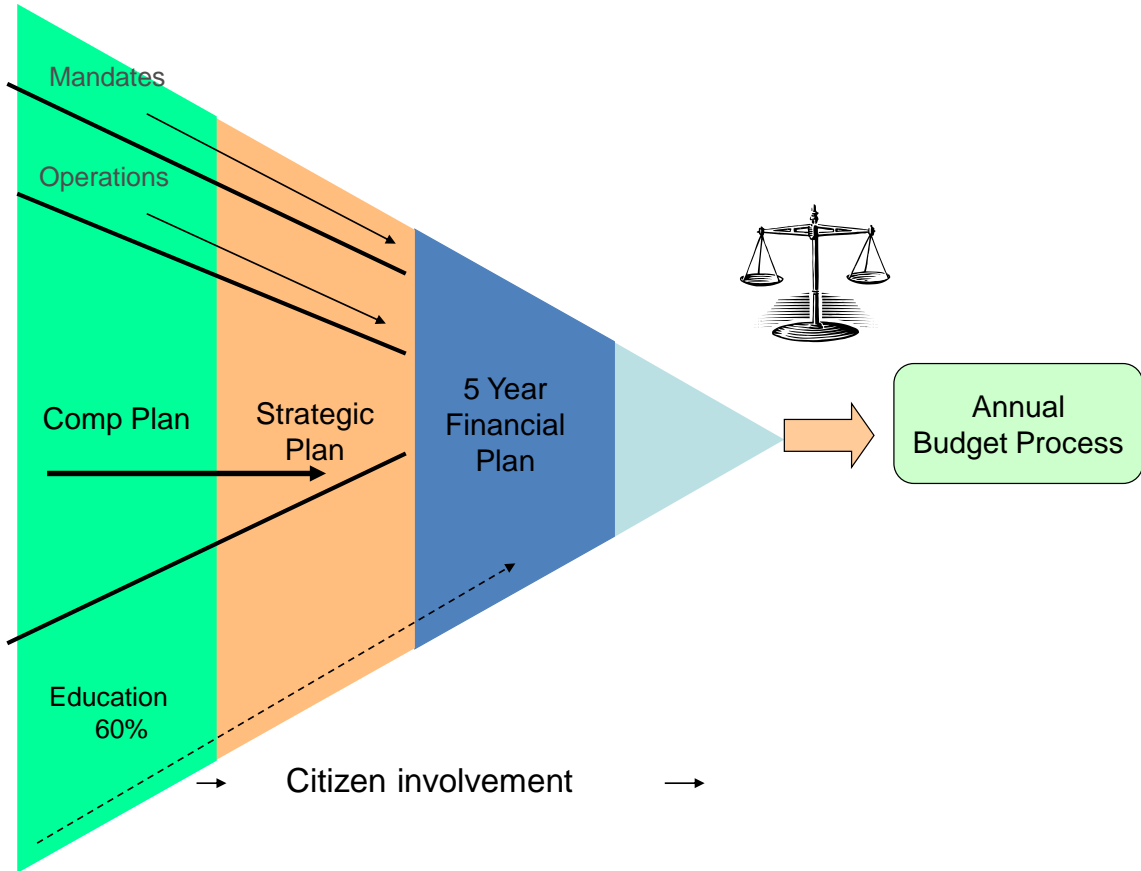 Mandates
Operations
Comp Plan
Strategic
Plan
5 Year
Financial
Plan
Annual
Budget Process
Education
60%
Citizen involvement